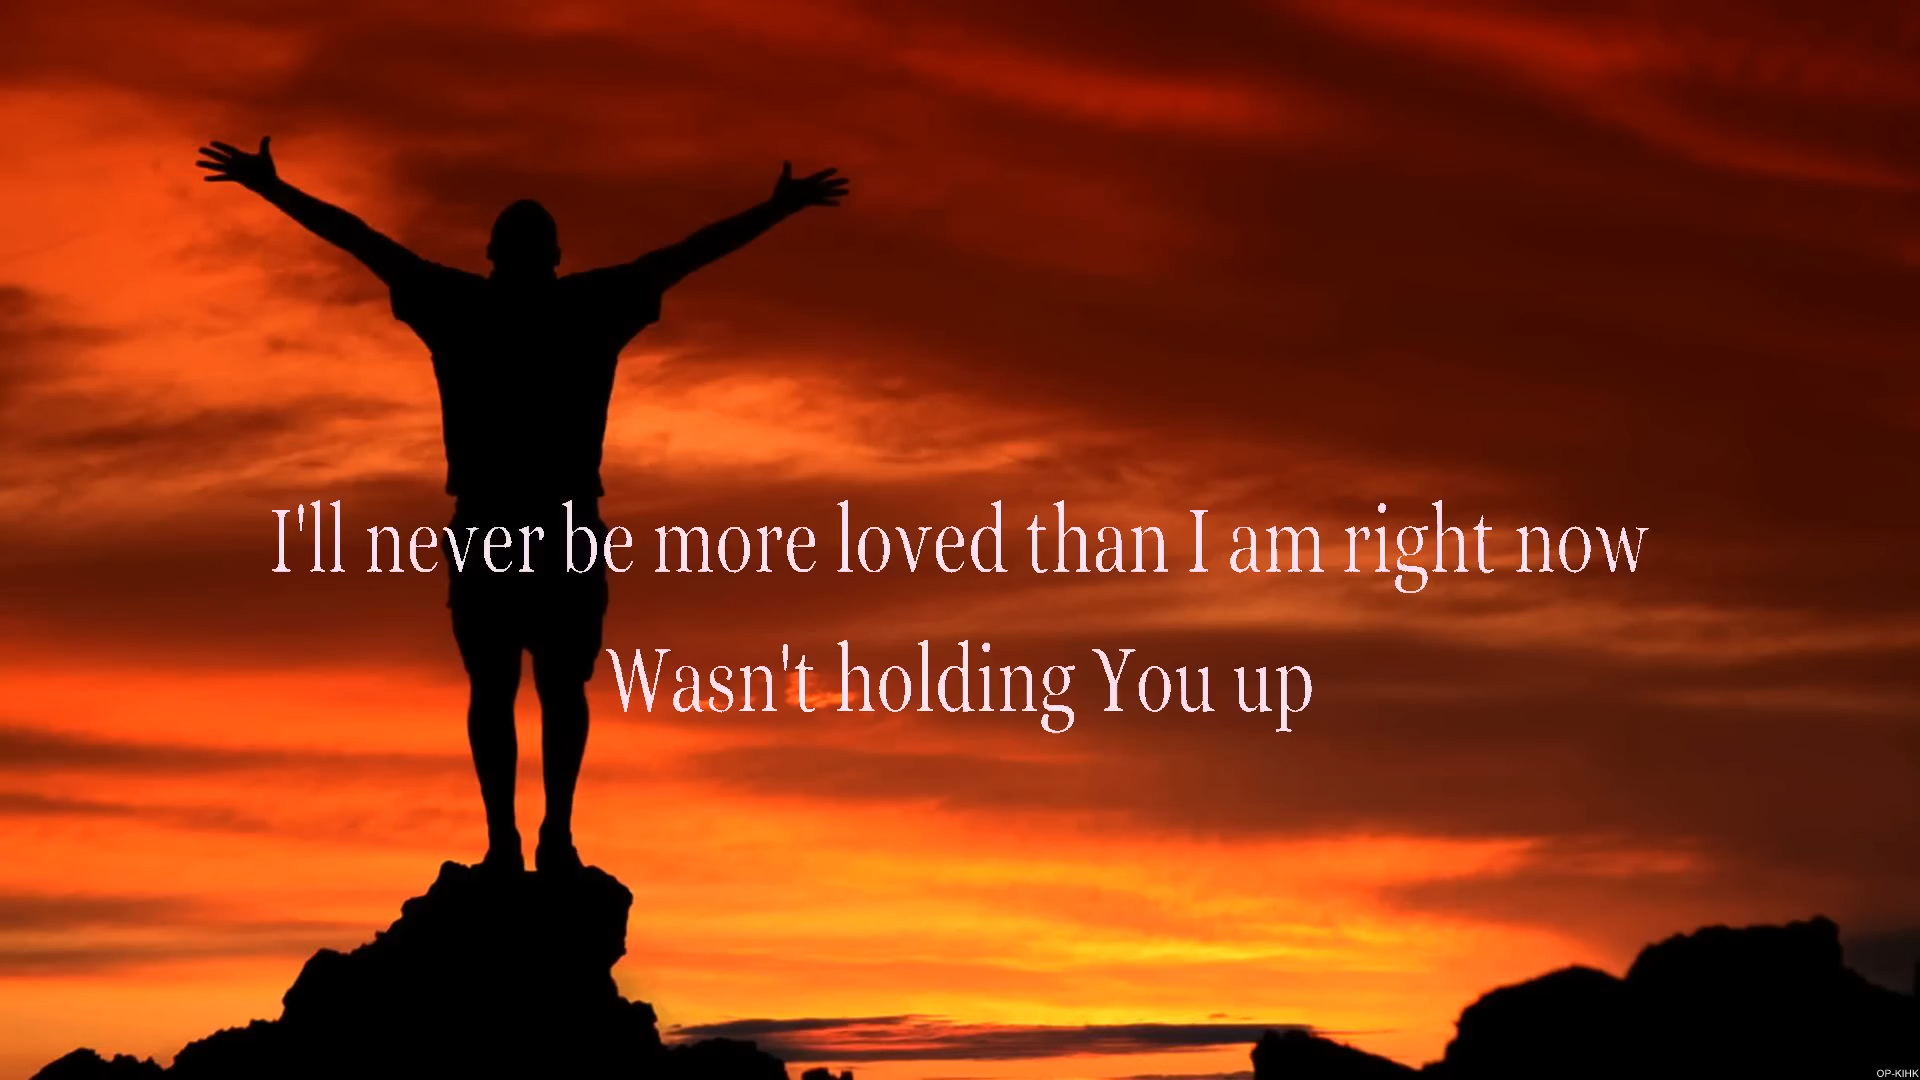 I'll never be more loved than I am right now
Wasn't holding You up
OP-KIHK